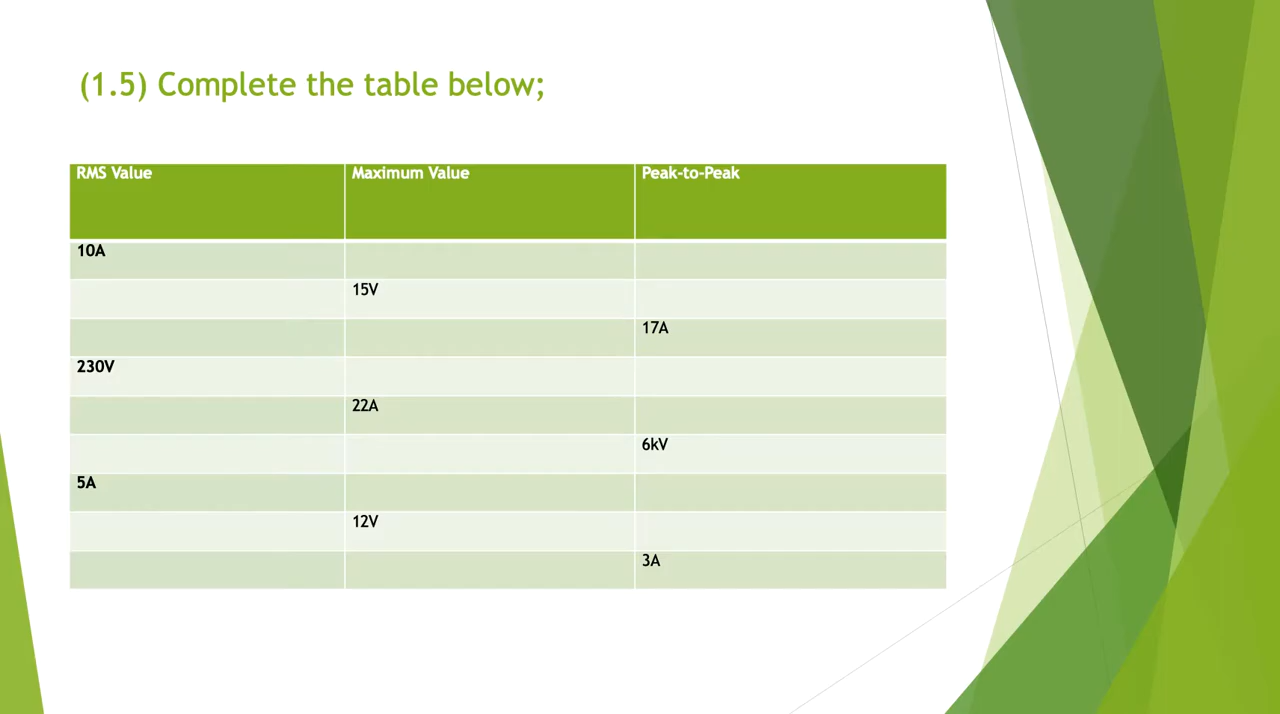 (1.5) Complete the table below;
RMS Value Maximum Value Peak-to-Peak
10A
15V
17A
230V
22A
6kV
5A
12V
3A